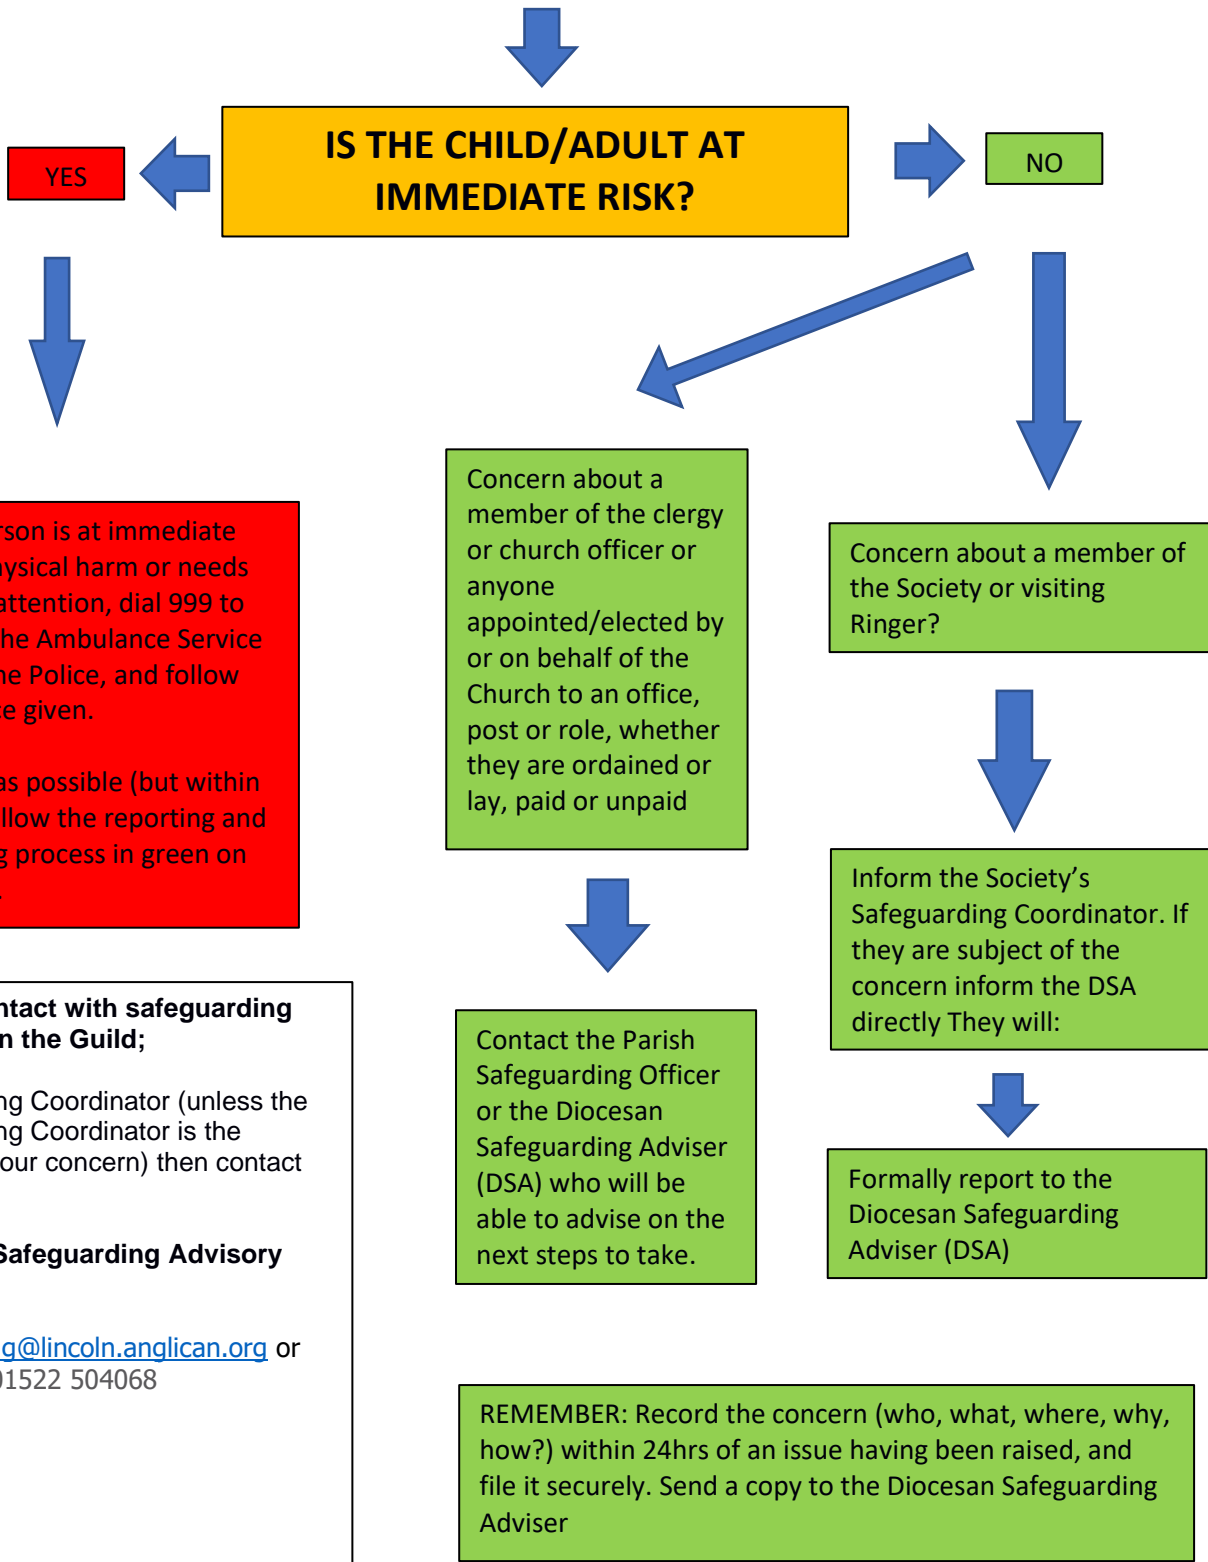 IS THE CHILD/ADULT AT
IMMEDIATE RISK?
YES
NO
rson is at immediate
hysical harm or needs
attention, dial 999 to
the Ambulance Service
he Police, and follow
ce given.
as possible (but within
ollow the reporting and
g process in green on
.
Concern about a
member of the clergy
or church officer or
anyone
appointed/elected by
or on behalf of the
Church to an office,
post or role, whether
they are ordained or
lay, paid or unpaid
Concern about a member of
the Society or visiting
Ringer?
Inform the Society’s
Safeguarding Coordinator. If
they are subject of the
concern inform the DSA
directly They will:
Contact the Parish
Safeguarding Officer
or the Diocesan
Safeguarding Adviser
(DSA) who will be
able to advise on the
next steps to take.
Formally report to the
Diocesan Safeguarding
Adviser (DSA)
ntact with safeguarding
n the Guild;
ng Coordinator (unless the
ng Coordinator is the
our concern) then contact
Safeguarding Advisory
g@lincoln.anglican.org or
01522 504068
REMEMBER: Record the concern (who, what, where, why,
how?) within 24hrs of an issue having been raised, and
file it securely. Send a copy to the Diocesan Safeguarding
Adviser